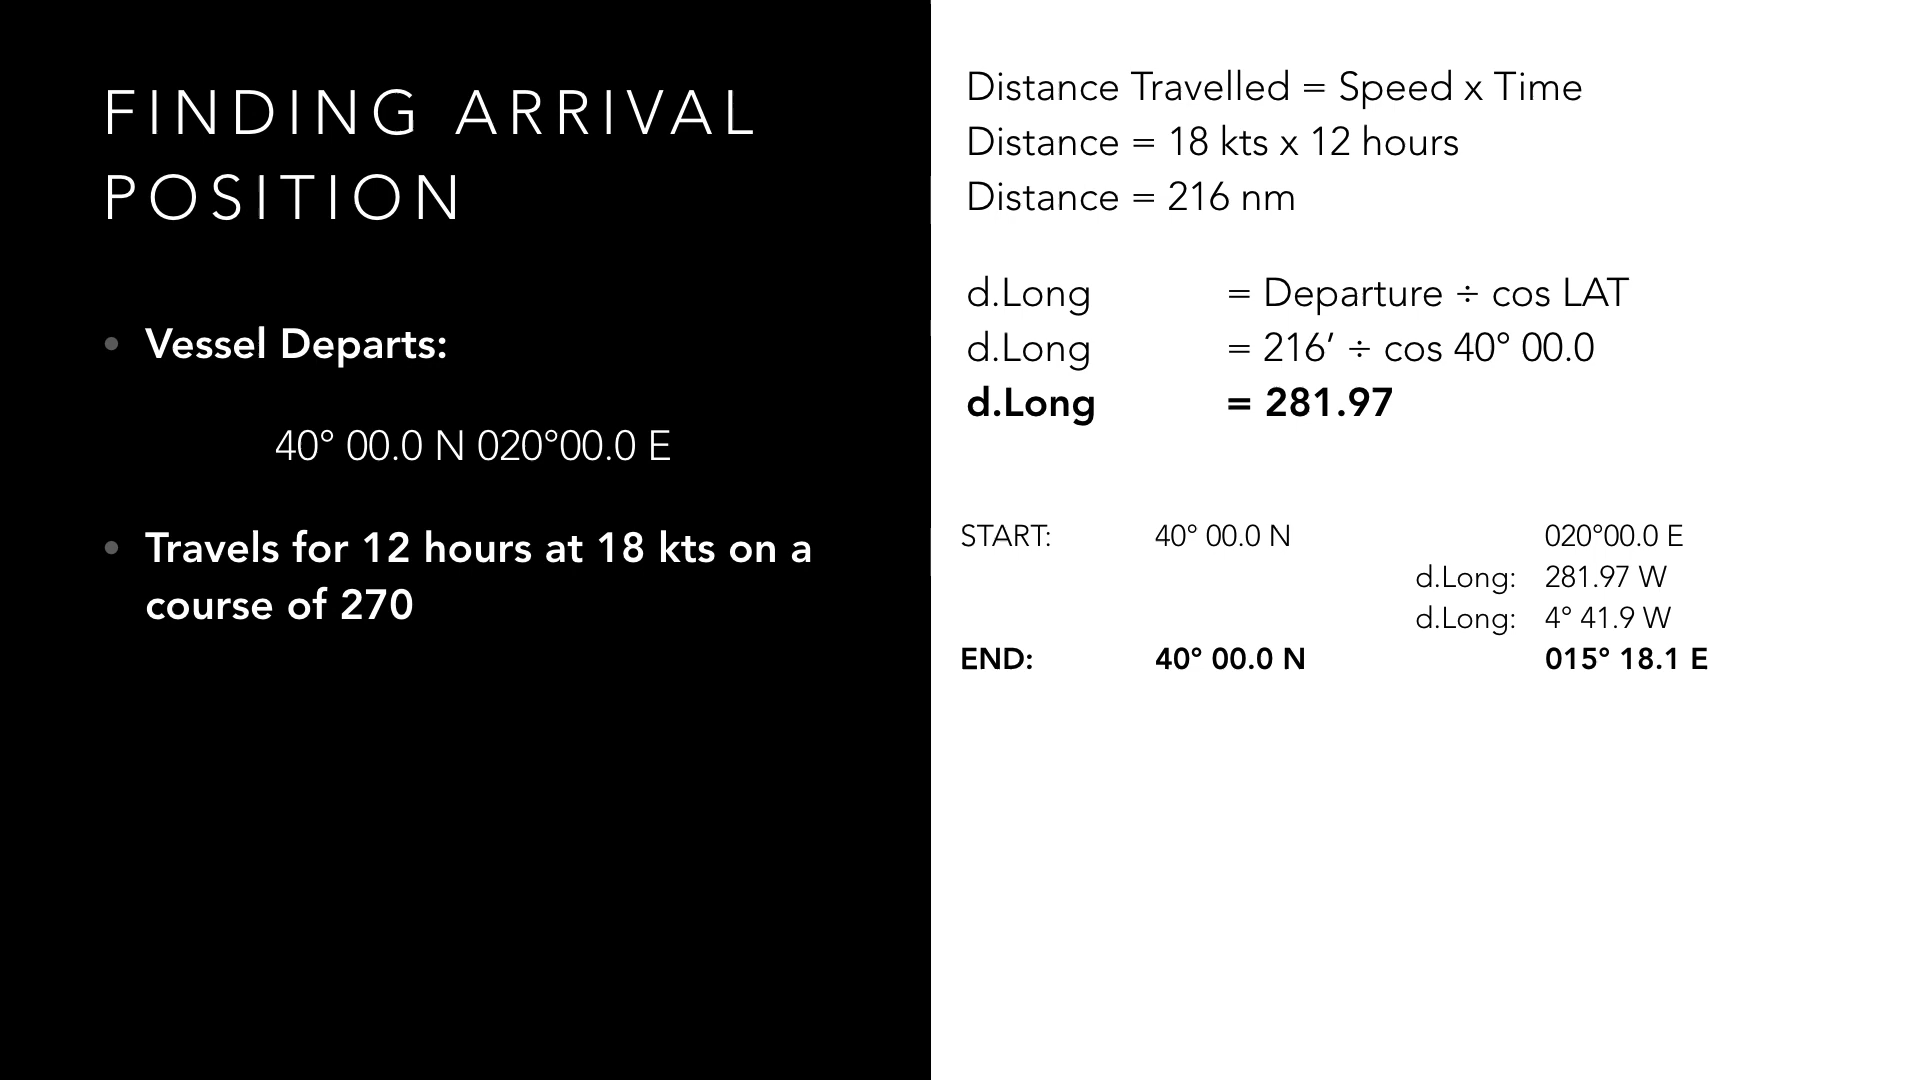 FINDING ARRIVAL
POSITION
• Vessel Departs:
40° 00.0 N 020°00.0 E
• Travels for 12 hours at 18 kts on a
course of 270
Distance Travelled = Speed x Time
Distance = 18 kts x 12 hours
Distance = 216 nm
d.Long = Departure ÷ cos LAT
d.Long = 216′ ÷ cos 40° 00.0
d.Long = 281.97
START: 40° 00.0 N 020°00.0 E
d.Long: 281.97 W
d.Long: 4° 41.9 W
END: 40° 00.0 N 015° 18.1 E